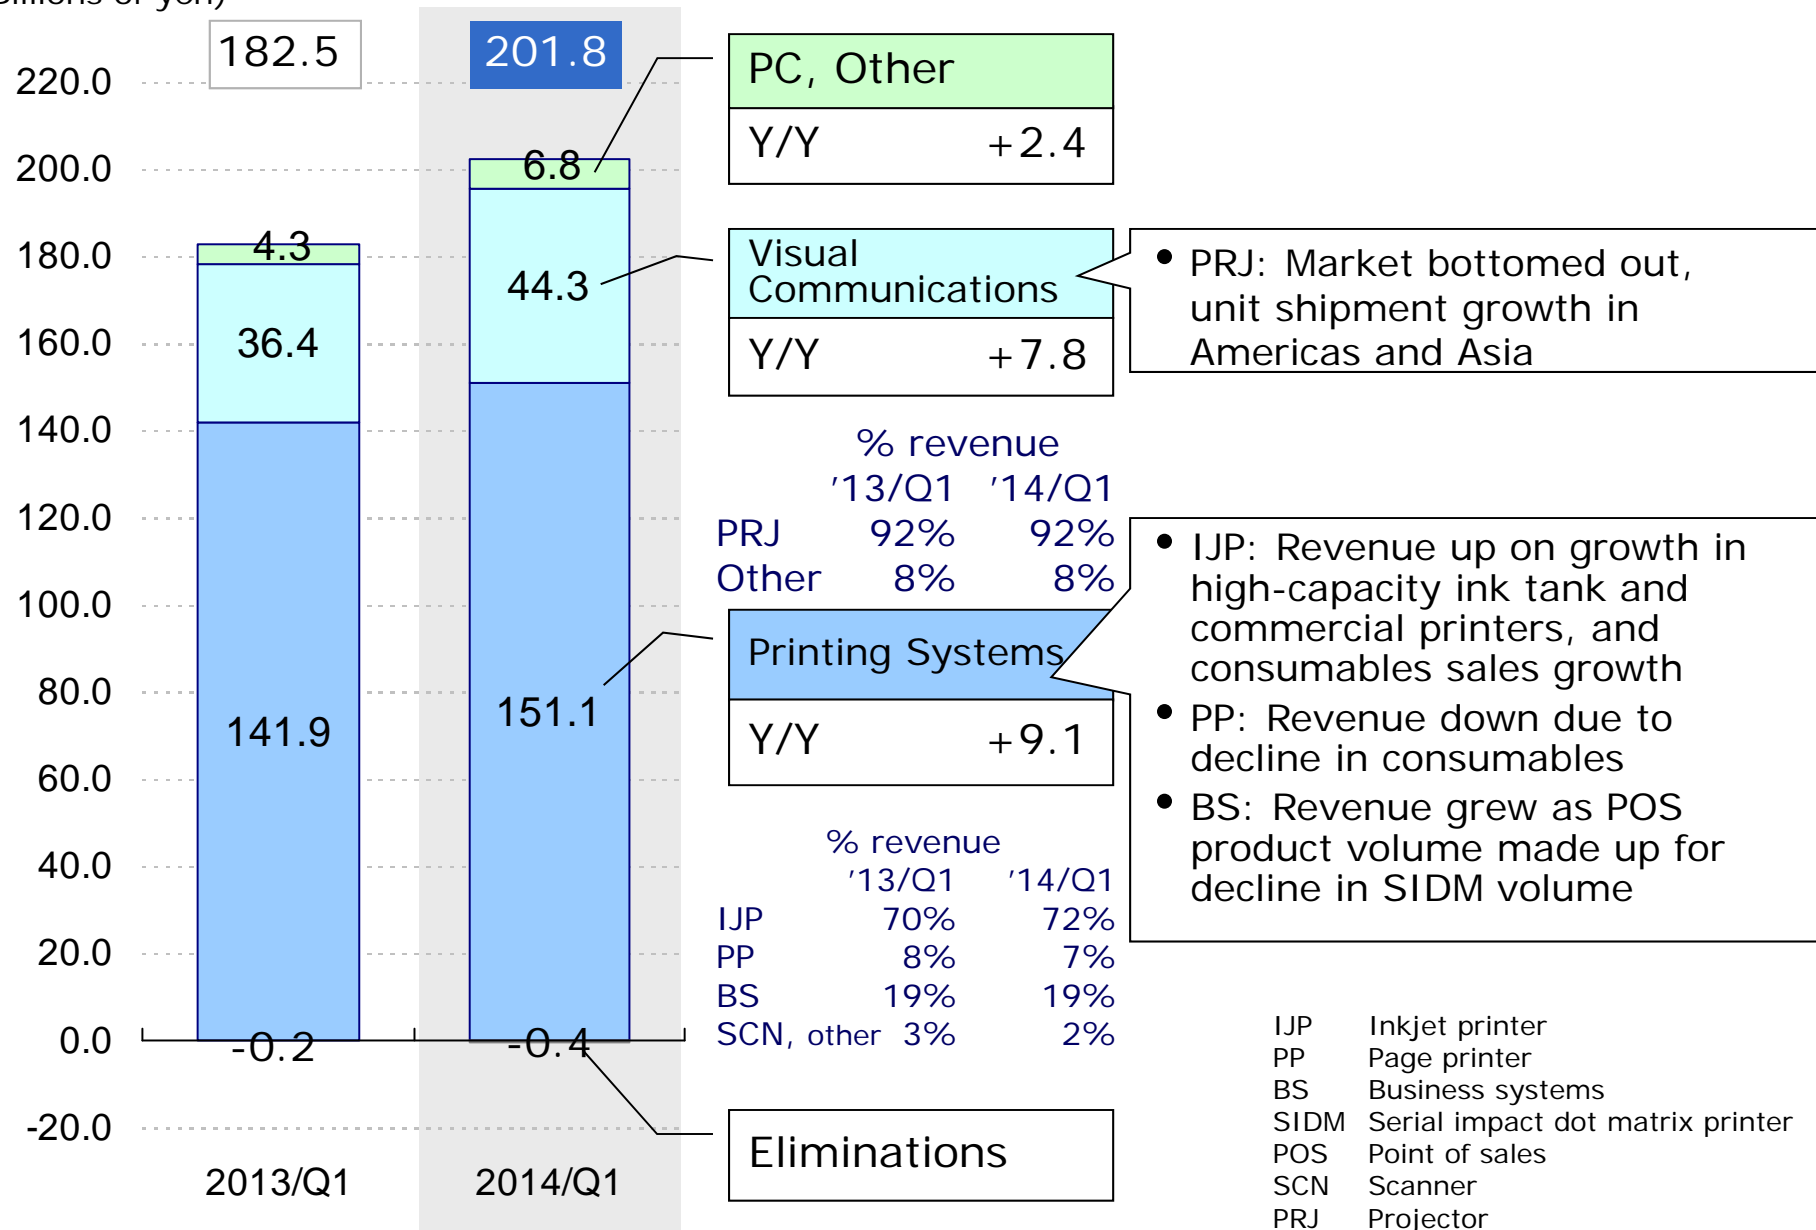 182.5
201.8
220.0
200.0
180.0
160.0
140.0
120.0
100.0
80.0
60.0
40.0
20.0
0.0
-20.0
4.3
36.4
141.9
-0.2
6.8
44.3
151.1
-0.4
2013/Q1
2014/Q1
PC, Other
Y/Y +2.4
Visual
Communications
Y/Y +7.8
• PRJ: Market bottomed out,
unit shipment growth in
Americas and Asia
% revenue
'13/Q1 '14/Q1
PRJ 92% 92%
Other 8% 8%
Printing Systems
Y/Y +9.1
• IJP: Revenue up on growth in
high-capacity ink tank and
commercial printers, and
consumables sales growth
• PP: Revenue down due to
decline in consumables
• BS: Revenue grew as POS
product volume made up for
decline in SIDM volume
% revenue
'13/Q1 '14/Q1
IJP 70% 72%
PP 8% 7%
BS 19% 19%
SCN, other 3% 2%
Eliminations
IJP Inkjet printer
PP Page printer
BS Business systems
SIDM Serial impact dot matrix printer
POS Point of sales
SCN Scanner
PRJ Projector